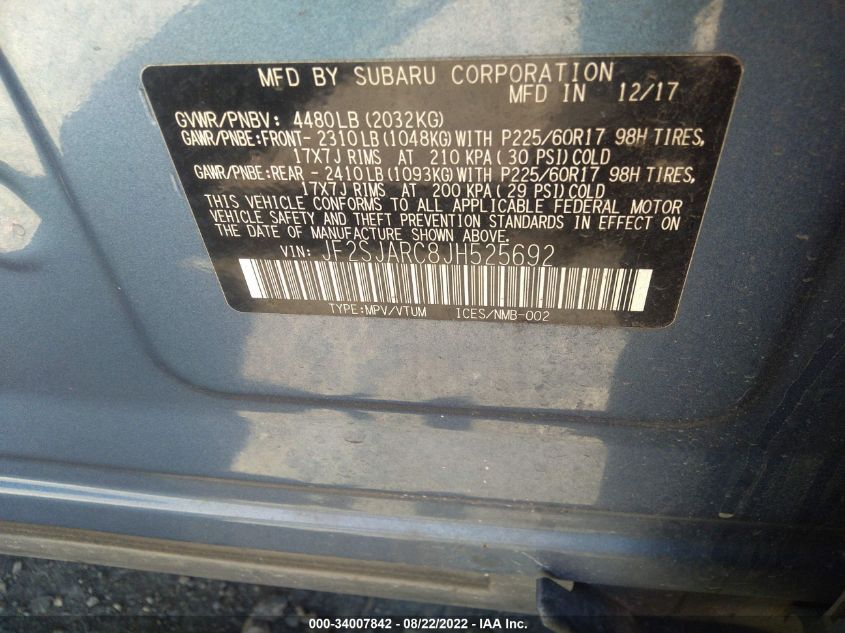 MFD BY SUBARU CORPORATION
MFD IN 12/17
GVWR/PNBV: 4480LB (2032KG)
GAWR/PNBE:FRONT- 2310LB (1048KG) WITH P225/60R17 98H TIRES,
17X7J RIMS AT 210 KPA (30 PSI) COLD
GAWR/PNBE:REAR - 2410LB (1093KG) WITH P225/60R17 98H TIRES,
17X7J RIMS AT 200 KPA (29 PSI) COLD
THIS VEHICLE CONFORMS TO ALL APPLICABLE FEDERAL MOTOR
VEHICLE SAFETY AND THEFT PREVENTION STANDARDS IN EFFECT ON
THE DATE OF MANUFACTURE SHOWN ABOVE.
VIN: JF2SJARC8JH525692
TYPE:MPV/VTUM ICES/NMB-002
000-34007842 - 08/22/2022 - IAA Inc.